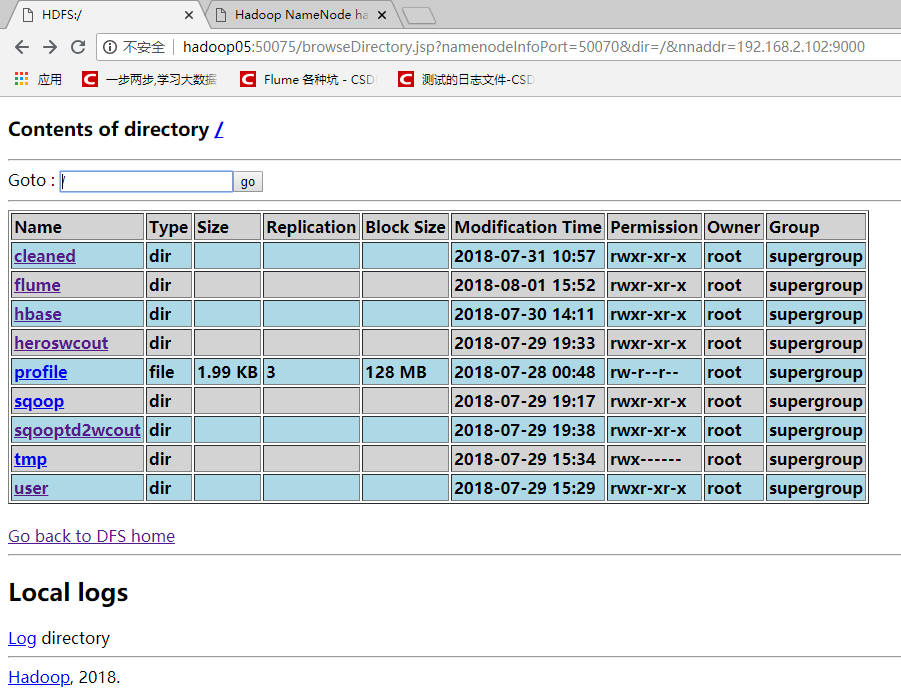 HDFS:/
Hadoop NameNode ha
不安全 hadoop05:50075/browseDirectory.jsp?namenodeInfoPort=50070&dir=/&nnaddr=192.168.2.102:9000
应用 一步两步,学习大数据 Flume 各种坑 - CSD 测试的日志文件-CSD
Contents of directory /
Goto : / go
Name Type Size Replication Block Size Modification Time Permission Owner Group
cleaned dir 2018-07-31 10:57 rwxr-xr-x root supergroup
flume dir 2018-08-01 15:52 rwxr-xr-x root supergroup
hbase dir 2018-07-30 14:11 rwxr-xr-x root supergroup
heroswcout dir 2018-07-29 19:33 rwxr-xr-x root supergroup
profile file 1.99 KB 3 128 MB 2018-07-28 00:48 rw-r--r-- root supergroup
sqoop dir 2018-07-29 19:17 rwxr-xr-x root supergroup
sqooptd2wcout dir 2018-07-29 19:38 rwxr-xr-x root supergroup
tmp dir 2018-07-29 15:34 rwx------ root supergroup
user dir 2018-07-29 15:29 rwxr-xr-x root supergroup
Go back to DFS home
Local logs
Log directory
Hadoop, 2018.